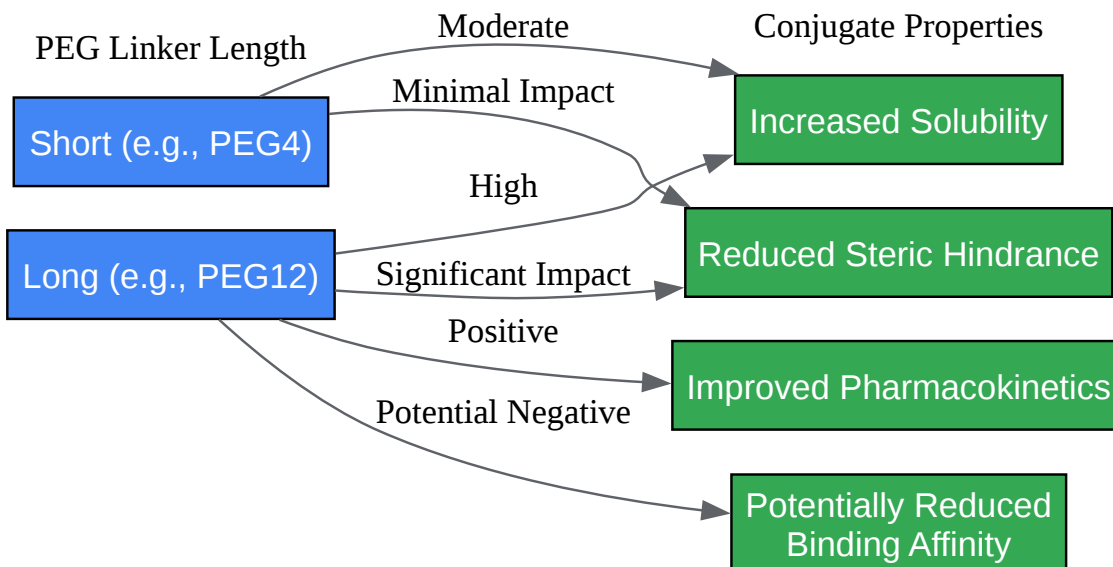 PEG Linker Length
Moderate
Conjugate Properties
Short (e.g., PEG4)
Minimal Impact
Increased Solubility
High
Long (e.g., PEG12)
Significant Impact
Reduced Steric Hindrance
Positive
Improved Pharmacokinetics
Potential Negative
Potentially Reduced
Binding Affinity